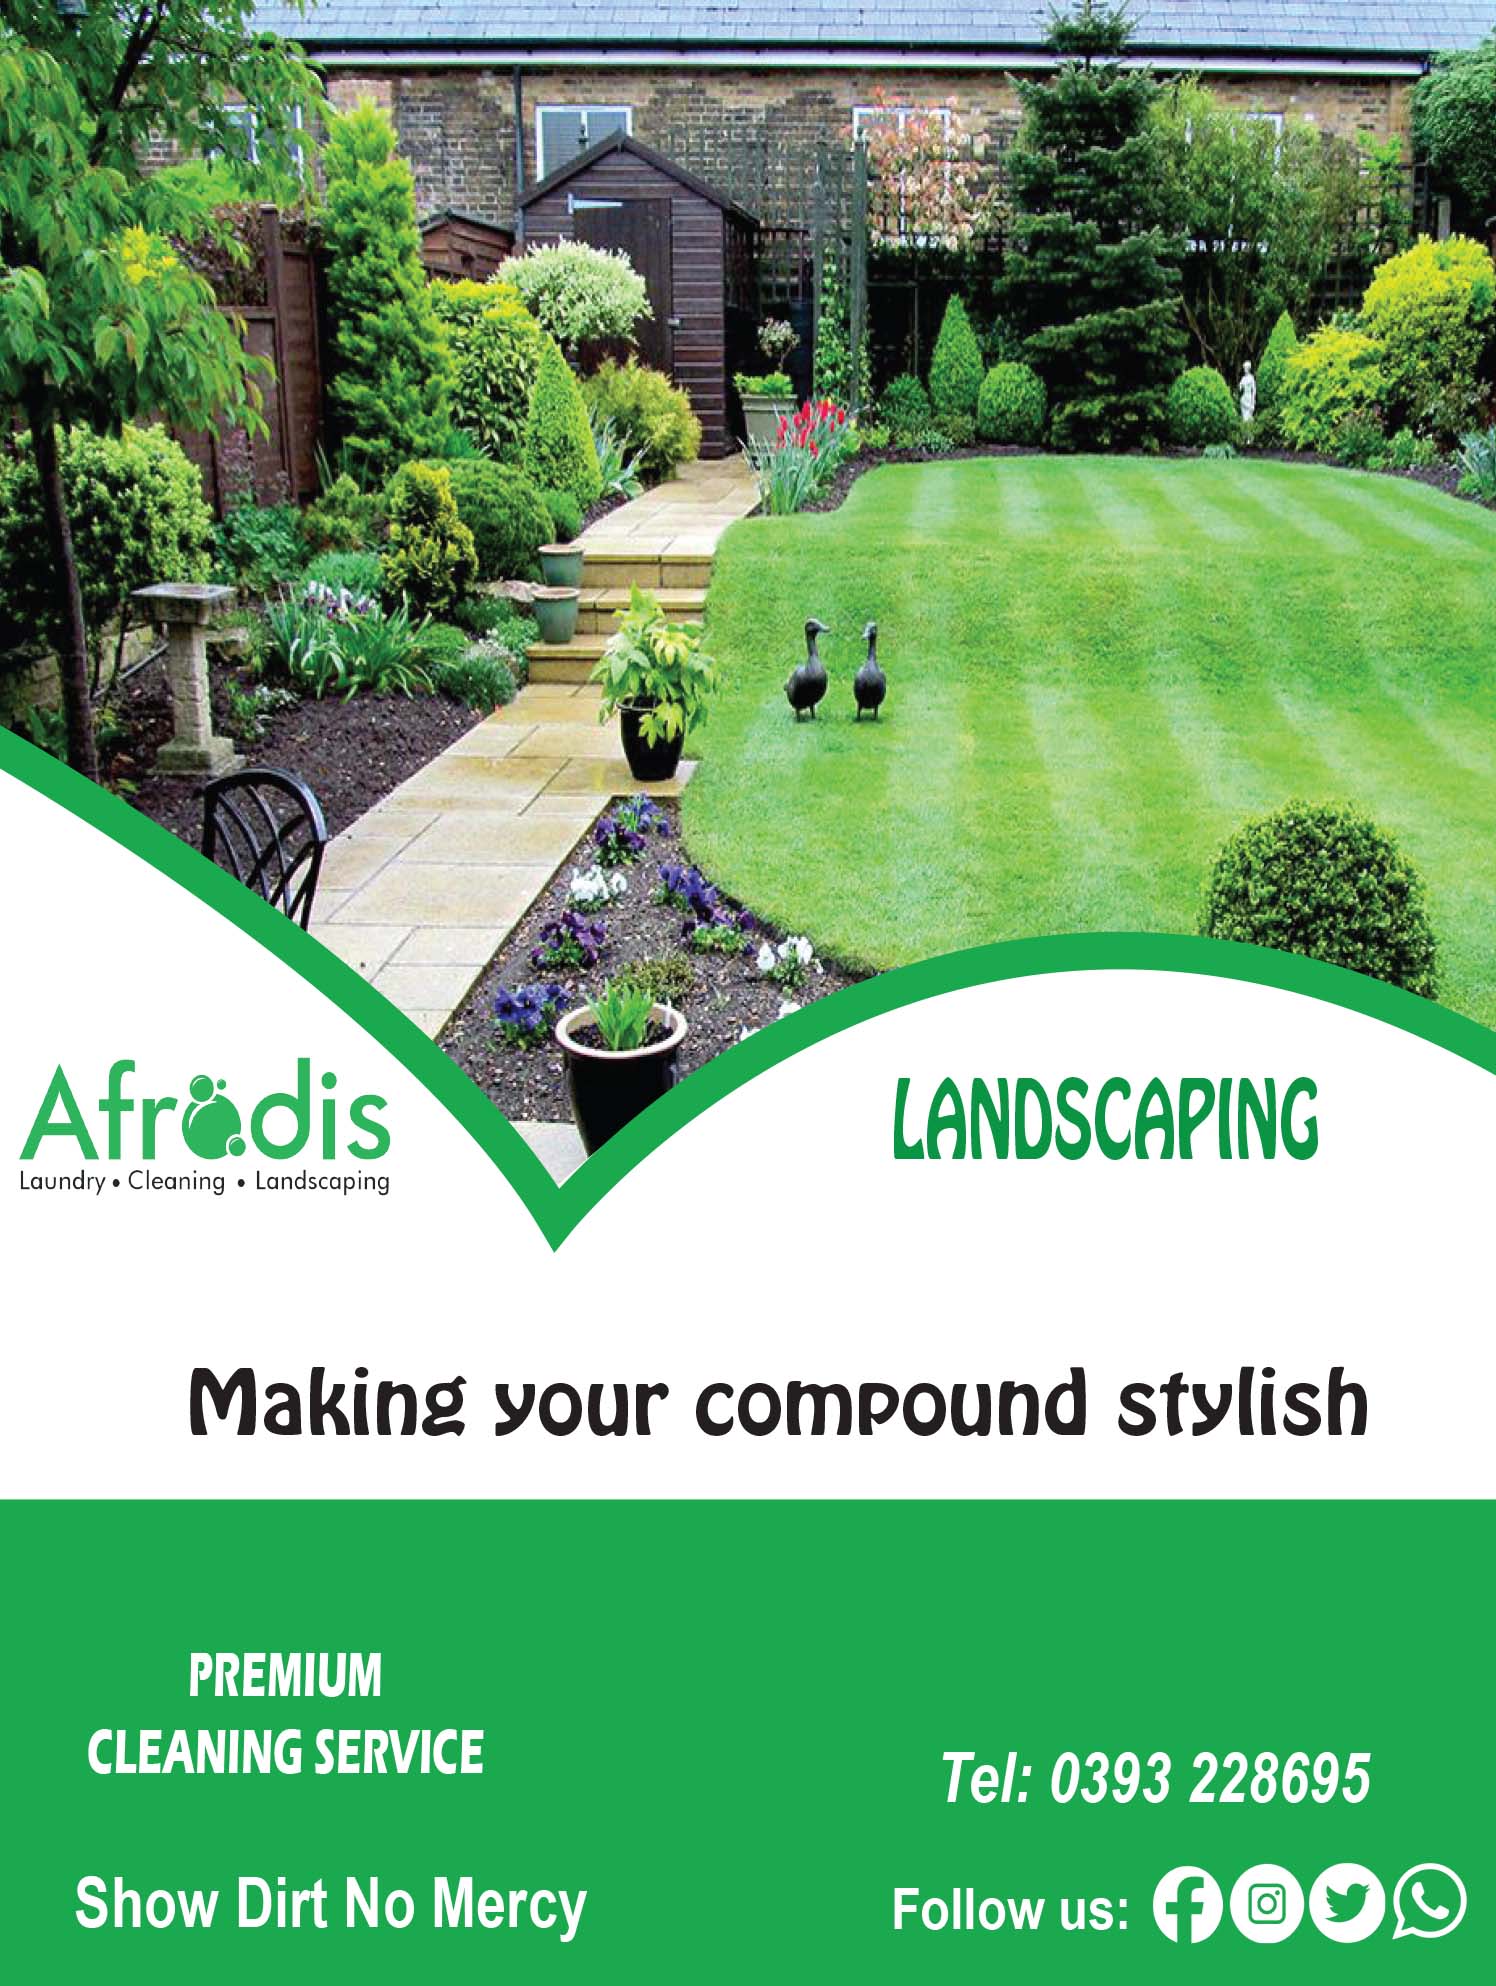 Afrodis
Laundry • Cleaning • Landscaping
LANDSCAPING
Making your compound stylish
PREMIUM
CLEANING SERVICE
Tel: 0393 228695
Show Dirt No Mercy
Follow us: